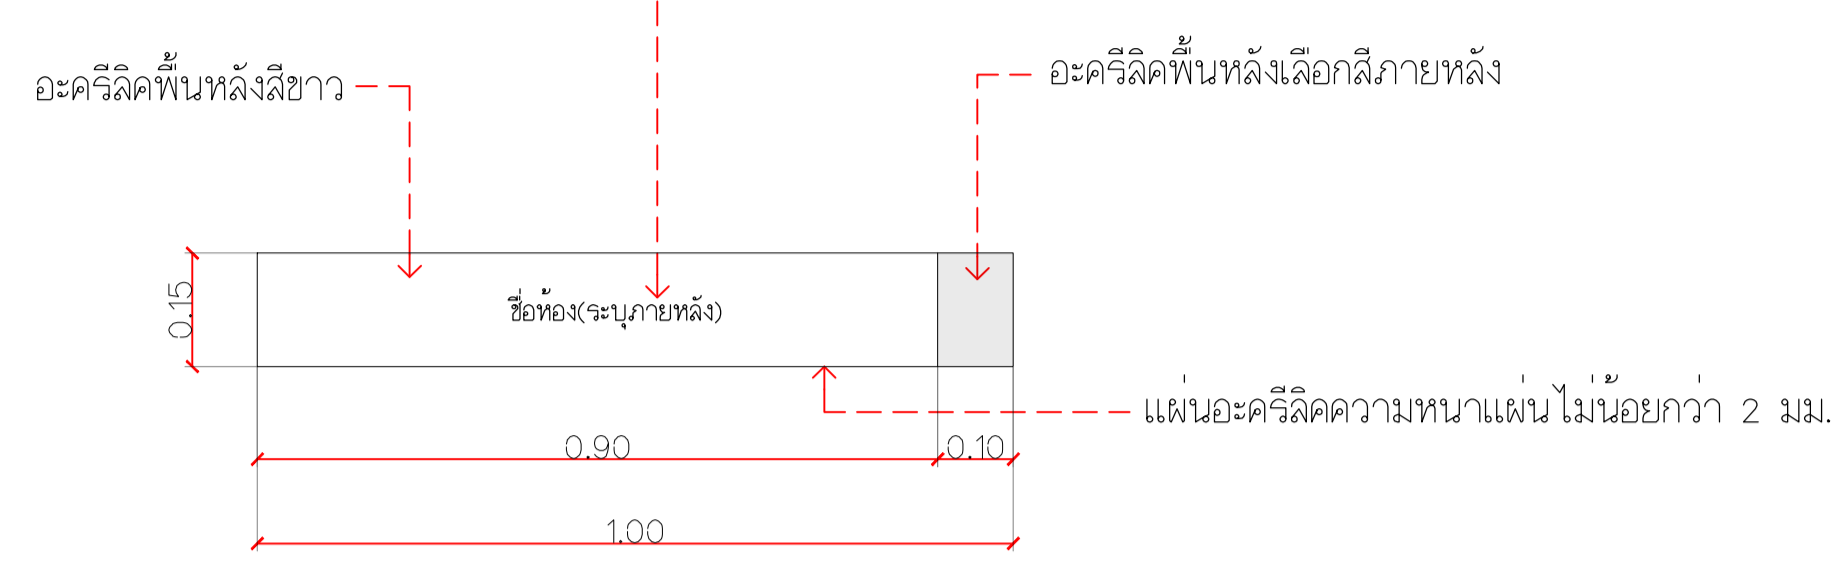 อะครีลิคพื้นหลังสีขาว
อะครีลิคพื้นหลังเลือกสีภายหลัง
0.15
ชื่อห้อง(ระบุภายหลัง)
แผ่นอะครีลิคความหนาแผ่นไม่น้อยกว่า 2 มม.
0.90
0.10
1.00